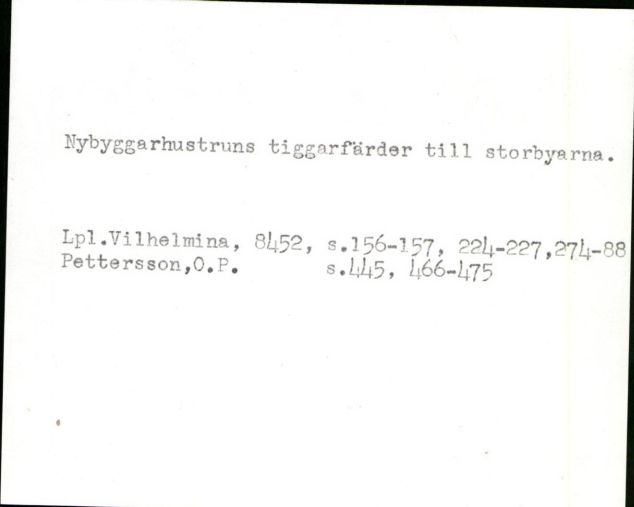 Nybyggarhustruns tiggarfärder till storbyarna.
Lpl.Vilhelmina, 8452, s.156-157, 224-227,274-88
Pettersson,O.P. s.445, 466-475